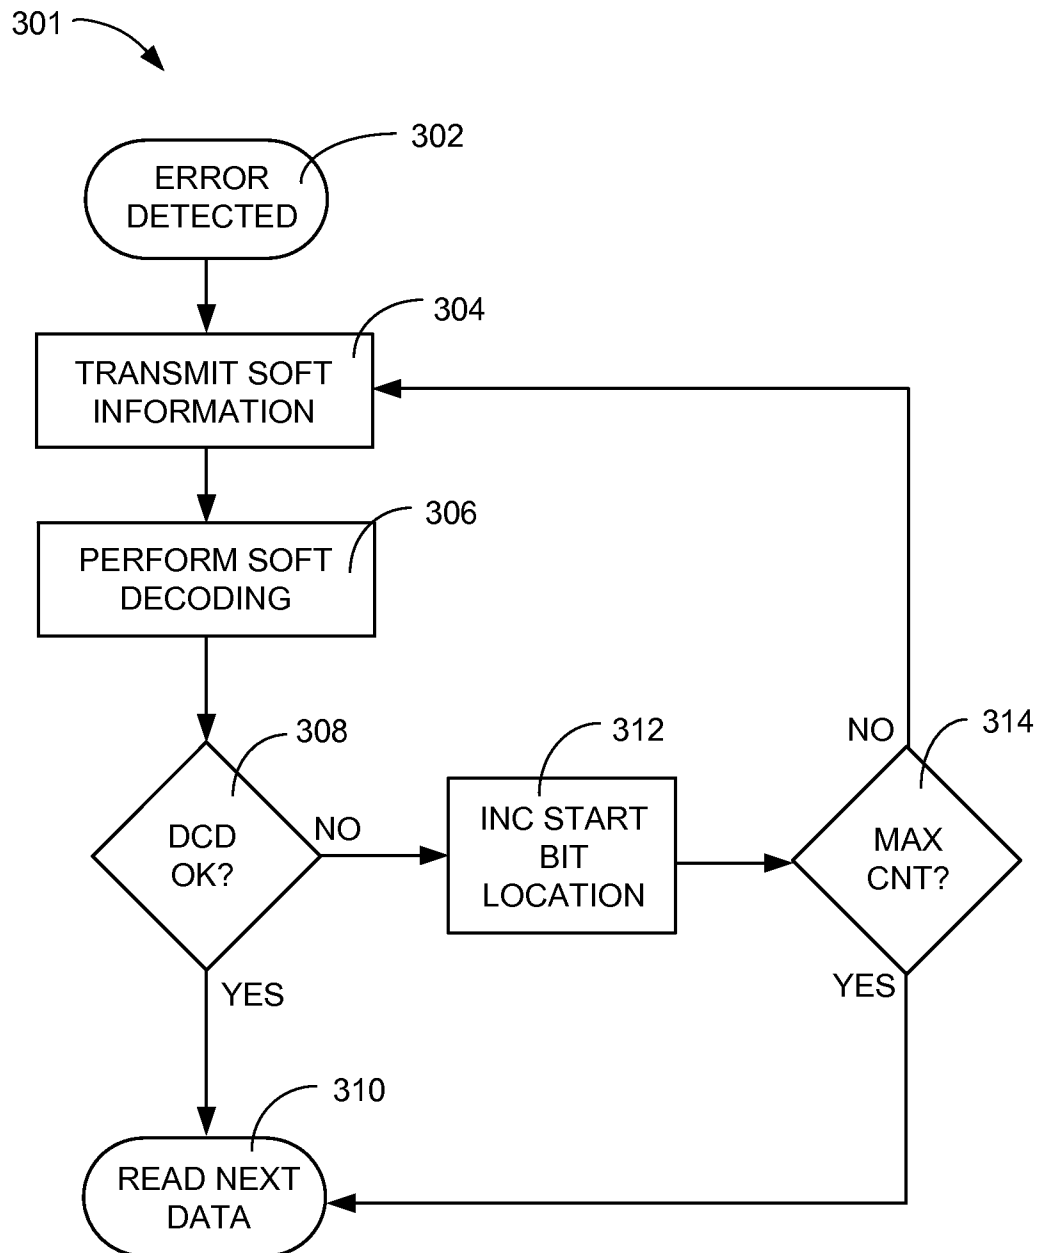 301
302
ERROR
DETECTED
304
TRANSMIT SOFT
INFORMATION
306
PERFORM SOFT
DECODING
308
312
314
NO
DCD
OK?
NO
INC START
BIT
LOCATION
MAX
CNT?
YES
YES
310
READ NEXT
DATA